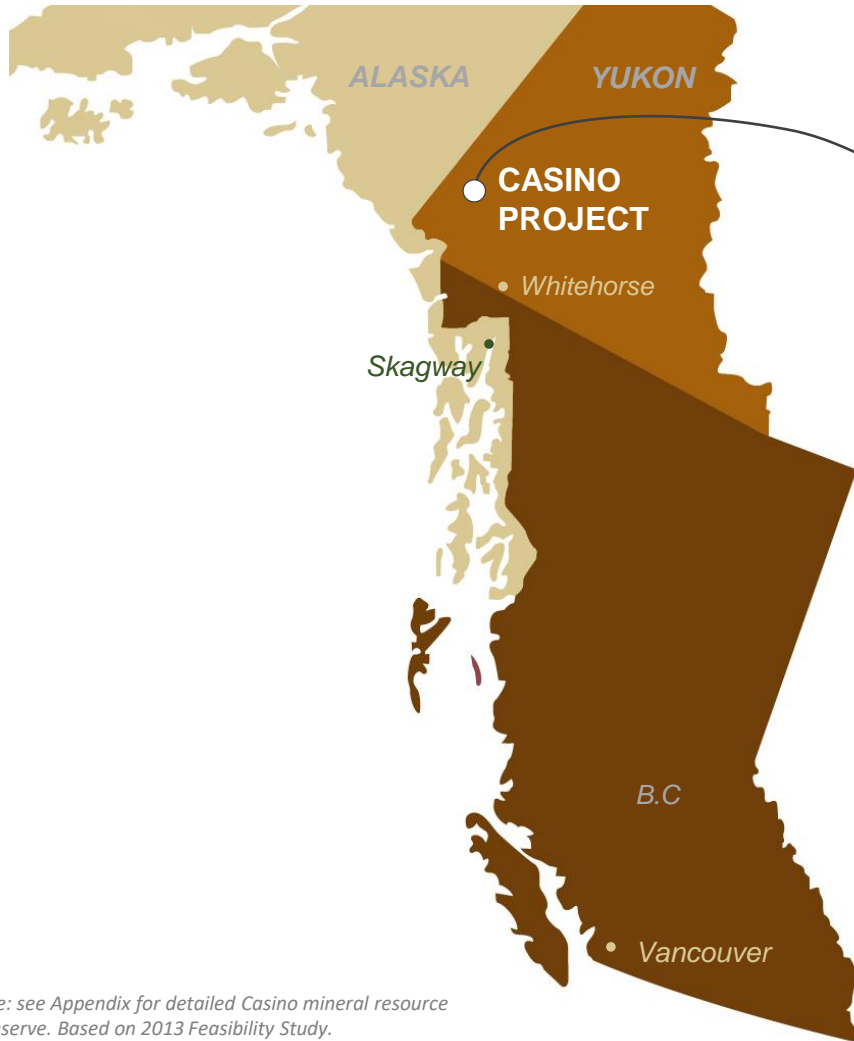 ALASKA
YUKON
CASINO
PROJECT
Whitehorse
Skagway
B.C
Vancouver
e: see Appendix for detailed Casino mineral resource
serve. Based on 2013 Feasibility Study.